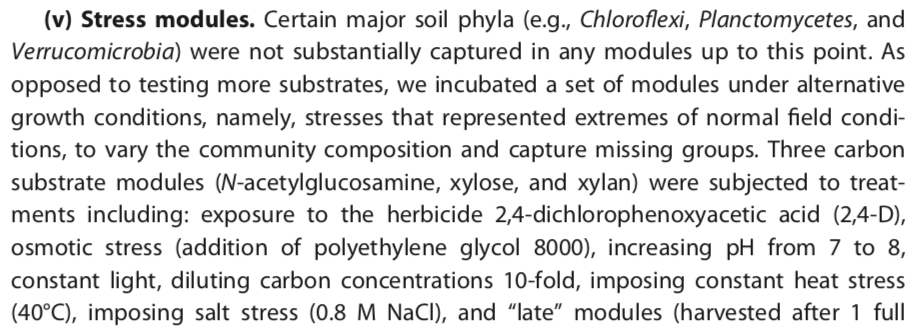 (v) Stress modules. Certain major soil phyla (e.g., Chloroflexi, Planctomycetes, and
Verrucomicrobia) were not substantially captured in any modules up to this point. As
opposed to testing more substrates, we incubated a set of modules under alternative
growth conditions, namely, stresses that represented extremes of normal field condi-
tions, to vary the community composition and capture missing groups. Three carbon
substrate modules (N-acetylglucosamine, xylose, and xylan) were subjected to treat-
ments including: exposure to the herbicide 2,4-dichlorophenoxyacetic acid (2,4-D),
osmotic stress (addition of polyethylene glycol 8000), increasing pH from 7 to 8,
constant light, diluting carbon concentrations 10-fold, imposing constant heat stress
(40°C), imposing salt stress (0.8 M NaCl), and “late” modules (harvested after 1 full